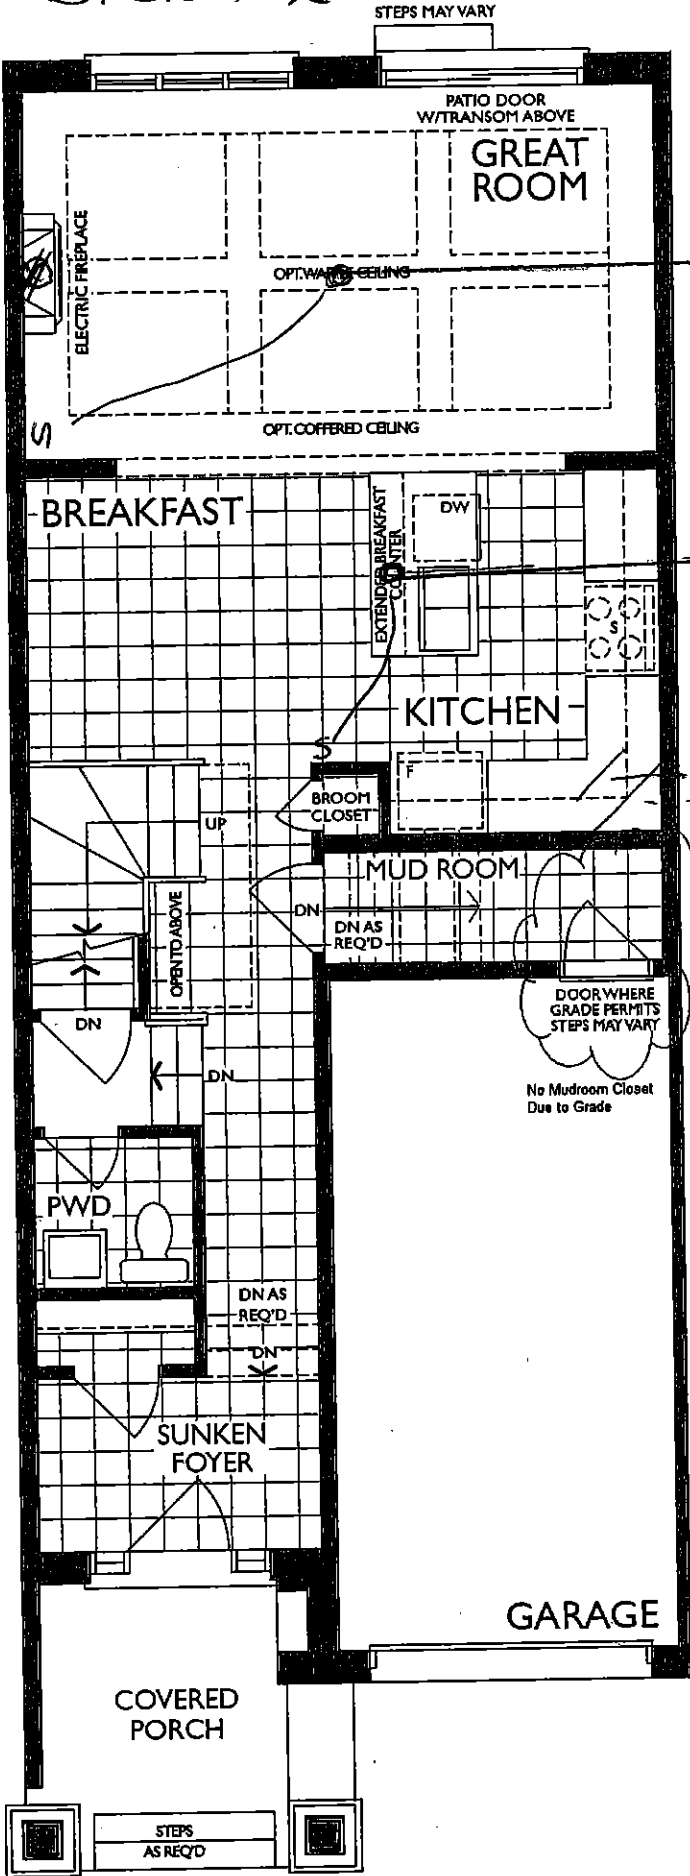 STEPS MAY VARY
PATIO DOOR
W/TRANSOM ABOVE
GREAT
ROOM
ELECTRIC FIREPLACE
OPT. CEILING
OPT. COFFERED CEILING
S
BREAKFAST
EXTENDED BREAKFAST
COUNTER
DW
S
KITCHEN
S
F
BROOM
CLOSET
UP
MUD ROOM
DN
DN AS
REQ'D
OPEN TO ABOVE
DOOR WHERE
GRADE PERMITS
STEPS MAY VARY
DN
DN
No Mudroom Closet
Due to Grade
PWD
DN AS
REQ'D
DN
SUNKEN
FOYER
GARAGE
COVERED
PORCH
STEPS
AS REQ'D